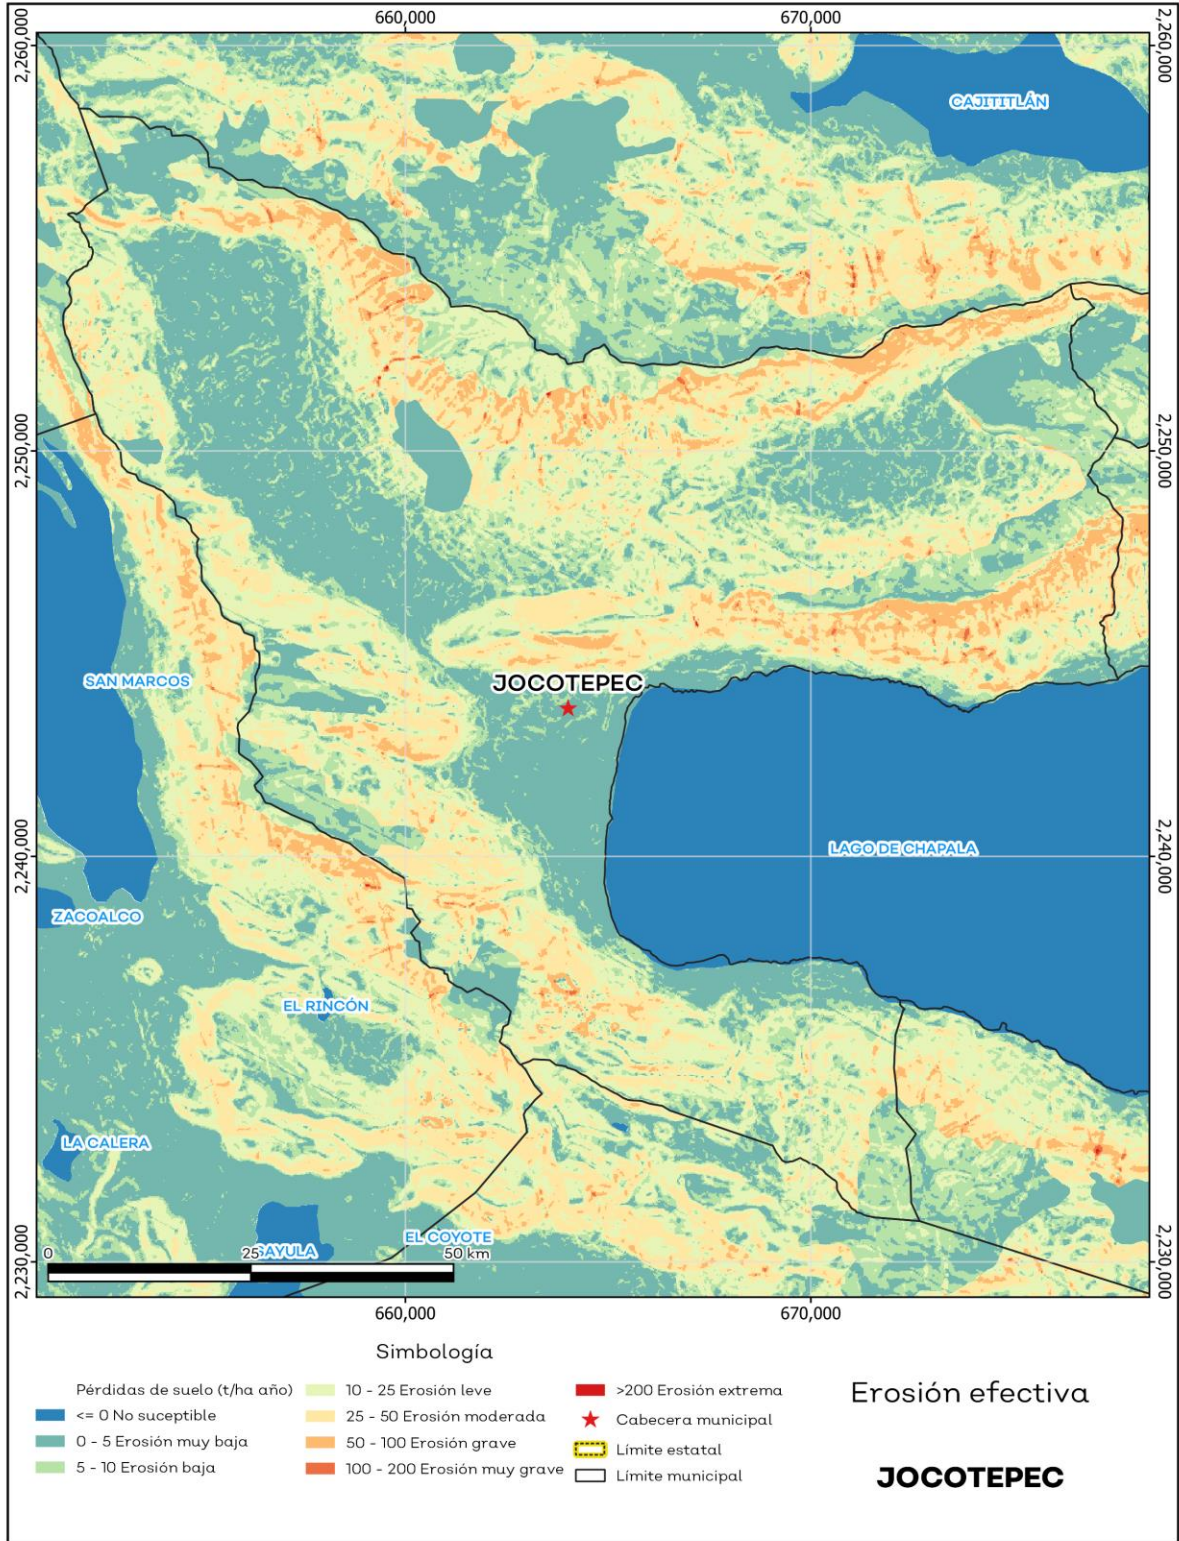 660,000
670,000
2,260,000
2,260,000
CAJITITLÁN
2,250,000
2,250,000
SAN MARCOS
JOCOTEPEC
2,240,000
2,240,000
LAGO DE CHAPALA
ZACOALCO
EL RINCÓN
LA CALERA
EL COYOTE
SAYULA
2,230,000
2,230,000
0 25 50 km
660,000
670,000
Simbología
Pérdidas de suelo (t/ha año)
<= 0 No suceptible
0 - 5 Erosión muy baja
5 - 10 Erosión baja
10 - 25 Erosión leve
25 - 50 Erosión moderada
50 - 100 Erosión grave
100 - 200 Erosión muy grave
>200 Erosión extrema
Cabecera municipal
Límite estatal
Límite municipal
Erosión efectiva
JOCOTEPEC